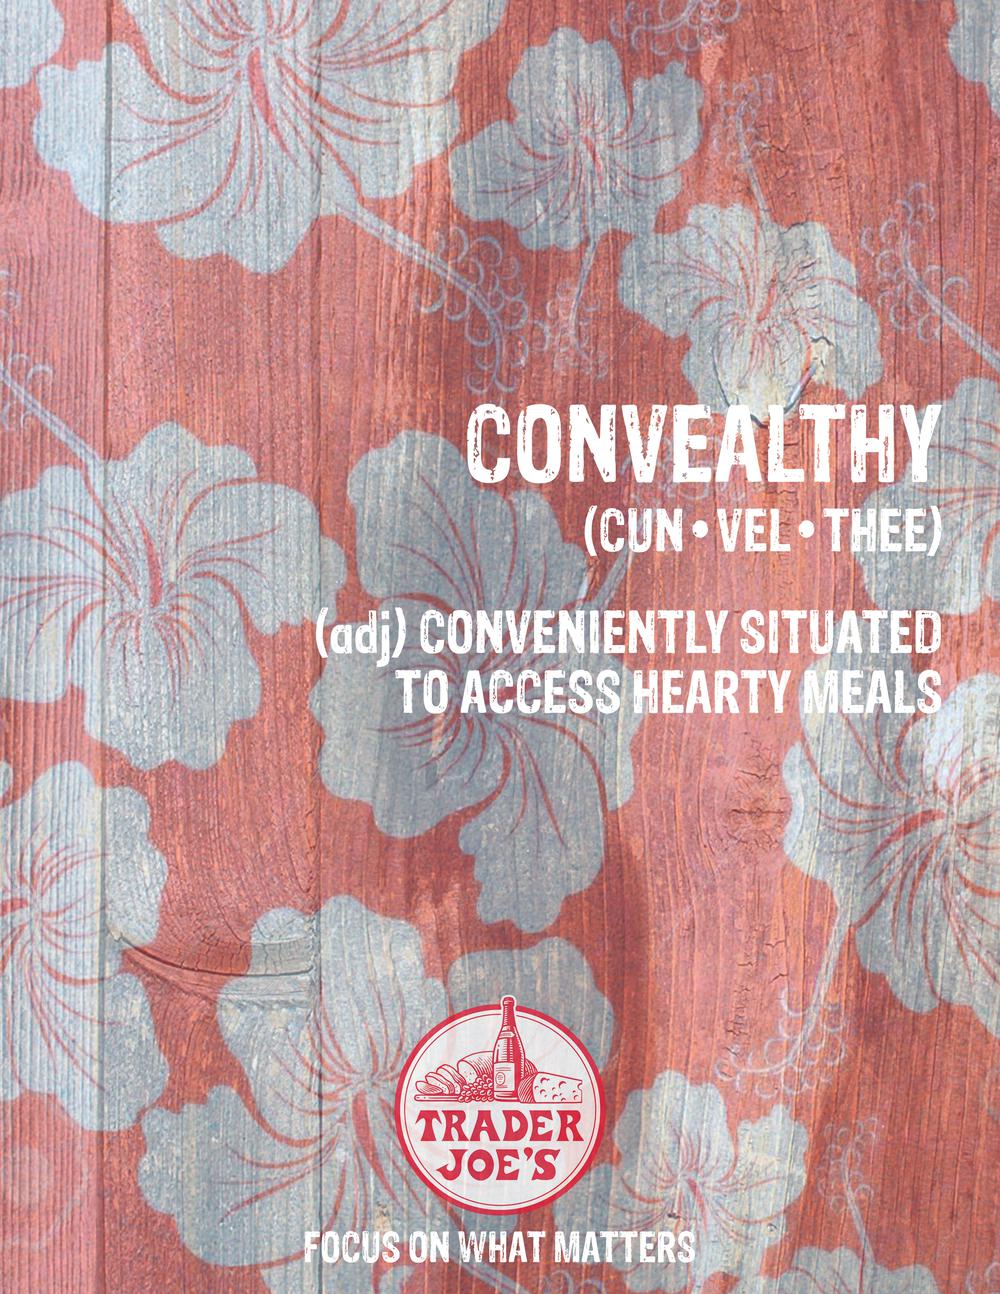 CONVEALTHY
(CUN • VEL • THEE)
(adj) CONVENIENTLY SITUATED
TO ACCESS HEARTY MEALS
TRADER
JOE'S
FOCUS ON WHAT MATTERS